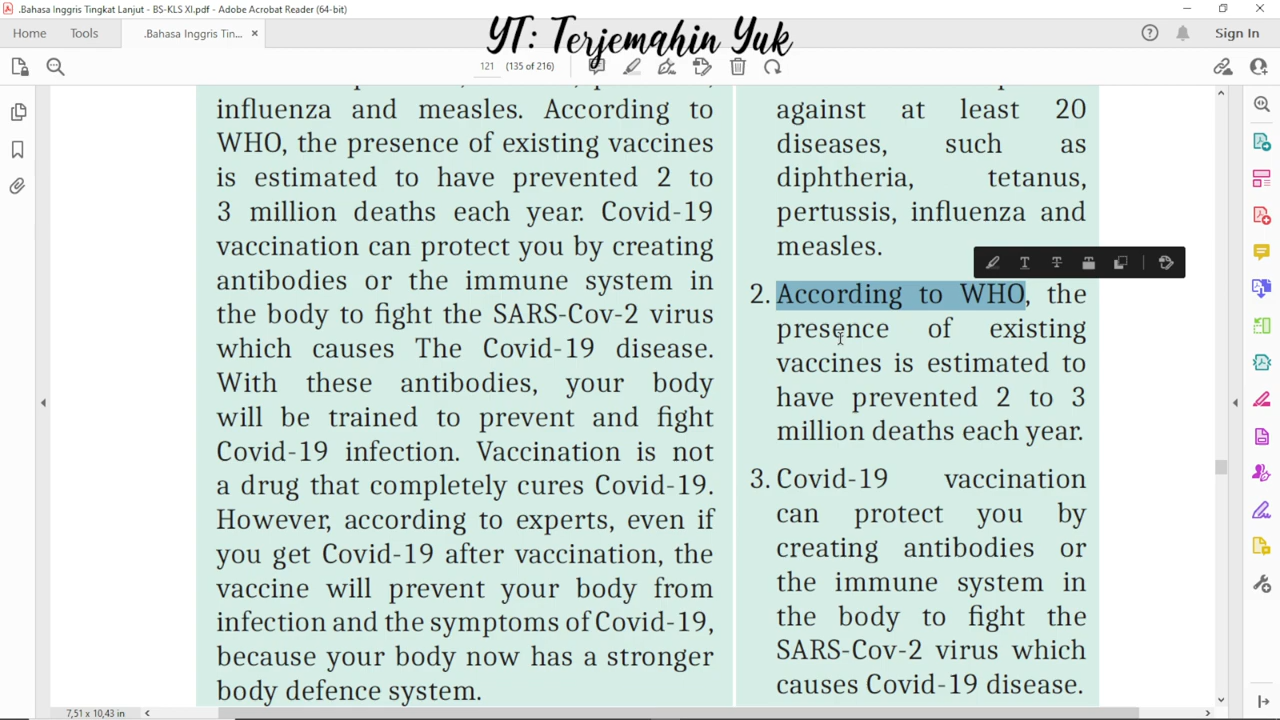 .Bahasa Inggris Tingkat Lanjut - BS-KLS XI.pdf - Adobe Acrobat Reader (64-bit)
YT: Terjemahin Yuk
Home Tools .Bahasa Inggris Tin... × Sign In
121 (135 of 216)
influenza and measles. According to
WHO, the presence of existing vaccines
is estimated to have prevented 2 to
3 million deaths each year. Covid-19
vaccination can protect you by creating
antibodies or the immune system in
the body to fight the SARS-Cov-2 virus
which causes The Covid-19 disease.
With these antibodies, your body
will be trained to prevent and fight
Covid-19 infection. Vaccination is not
a drug that completely cures Covid-19.
However, according to experts, even if
you get Covid-19 after vaccination, the
vaccine will prevent your body from
infection and the symptoms of Covid-19,
because your body now has a stronger
body defence system.
against at least 20
diseases, such as
diphtheria, tetanus,
pertussis, influenza and
measles.
2. According to WHO, the
presence of existing
vaccines is estimated to
have prevented 2 to 3
million deaths each year.
3. Covid-19 vaccination
can protect you by
creating antibodies or
the immune system in
the body to fight the
SARS-Cov-2 virus which
causes Covid-19 disease.
7,51 x 10,43 in